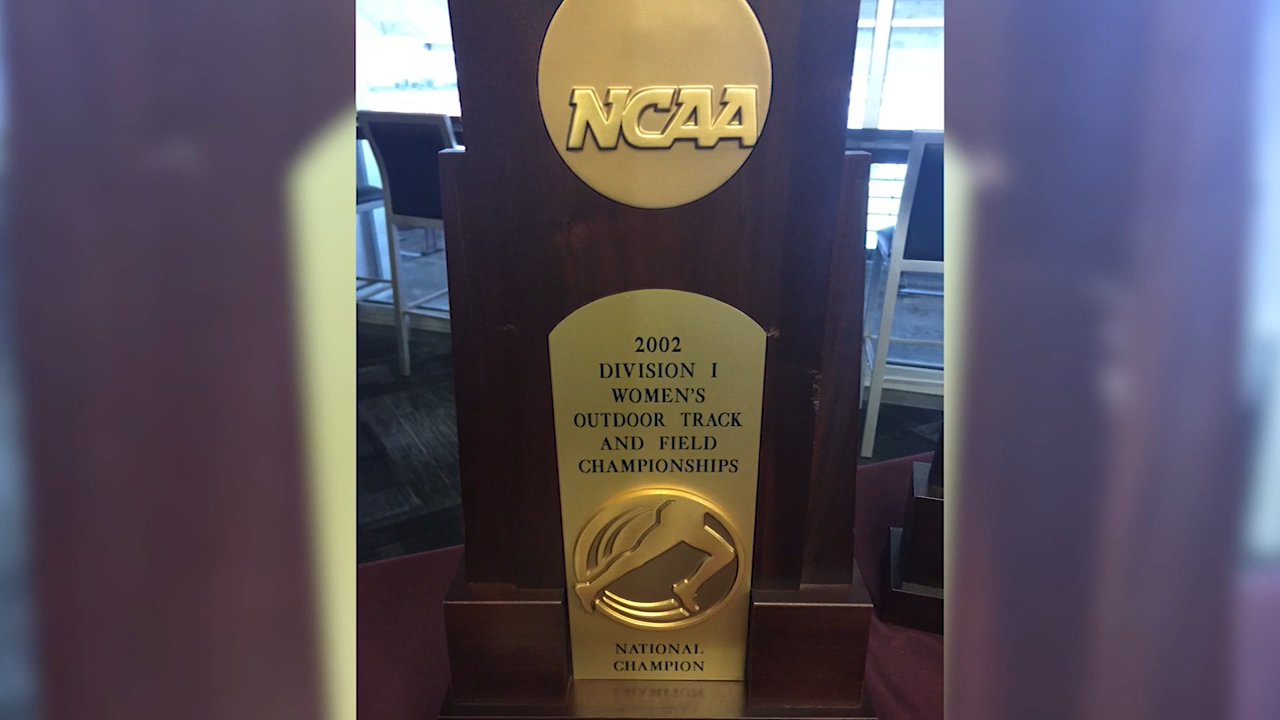 NCAA
2002
DIVISION I
WOMEN'S
OUTDOOR TRACK
AND FIELD
CHAMPIONSHIPS
NATIONAL
CHAMPION